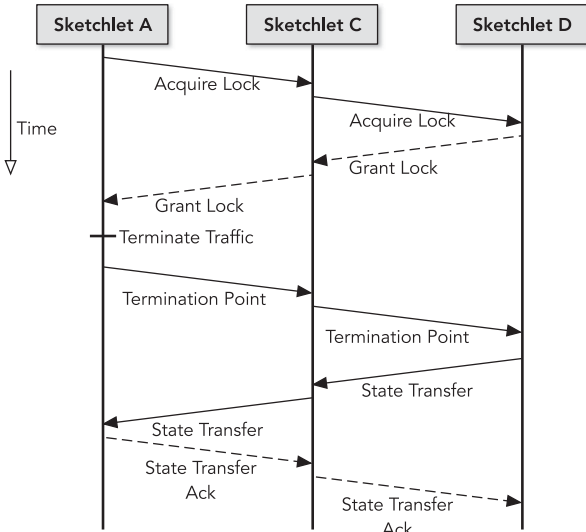 Sketchlet A
Sketchlet C
Sketchlet D
Acquire Lock
Acquire Lock
Time
Grant Lock
Grant Lock
Terminate Traffic
Termination Point
Termination Point
State Transfer
State Transfer
State Transfer
Ack
State Transfer
Ack